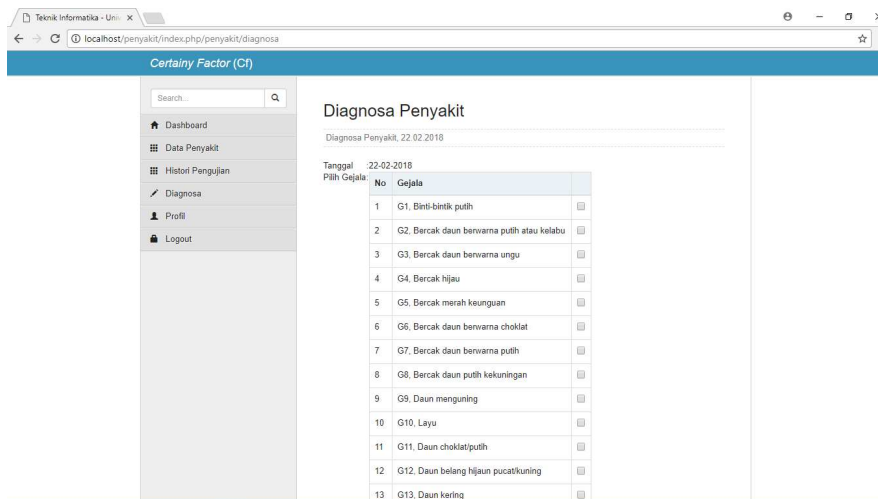 Teknik Informatika - Univ
localhost/penyakit/index.php/penyakit/diagnosa
Certainy Factor (Cf)
Search...
Dashboard
Data Penyakit
Histori Pengujian
Diagnosa
Profil
Logout
Diagnosa Penyakit
Diagnosa Penyakit, 22.02.2018
Tanggal :22-02-2018
Pilih Gejala:
No Gejala
1 G1, Binti-bintik putih
2 G2, Bercak daun berwarna putih atau kelabu
3 G3, Bercak daun berwarna ungu
4 G4, Bercak hijau
5 G5, Bercak merah keunguan
6 G6, Bercak daun berwarna choklat
7 G7, Bercak daun berwarna putih
8 G8, Bercak daun putih kekuningan
9 G9, Daun menguning
10 G10, Layu
11 G11, Daun choklat/putih
12 G12, Daun belang hijaun pucat/kuning
13 G13, Daun kering